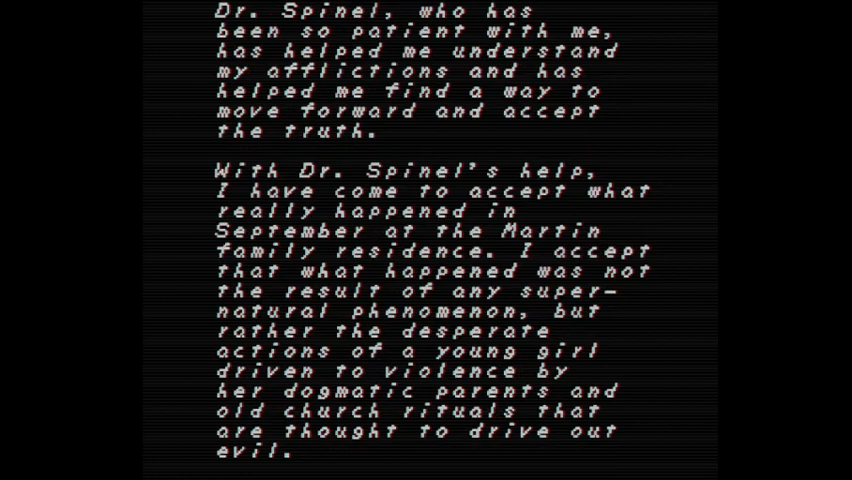 Dr. Spinel, who has
been so patient with me,
has helped me understand
my afflictions and has
helped me find a way to
move forward and accept
the truth.
With Dr. Spinel's help,
I have come to accept what
really happened in
September at the Martin
family residence. I accept
that what happened was not
the result of any super-
natural phenomenon, but
rather the desperate
actions of a young girl
driven to violence by
her dogmatic parents and
old church rituals that
are thought to drive out
evil.